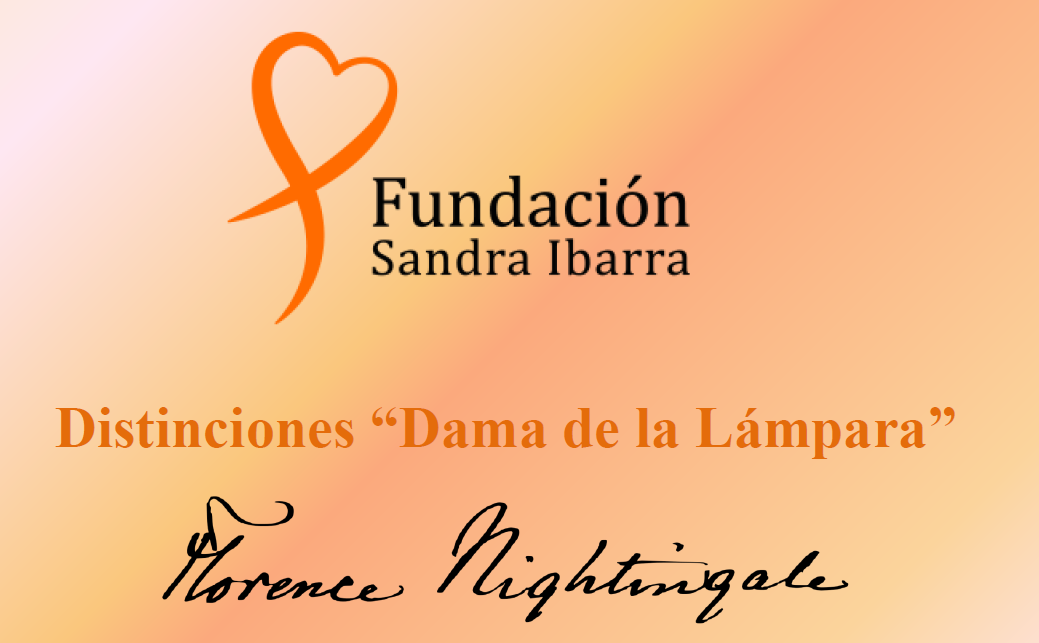 Fundación
Sandra Ibarra
Distinciones “Dama de la Lámpara”
Florence Nightingale